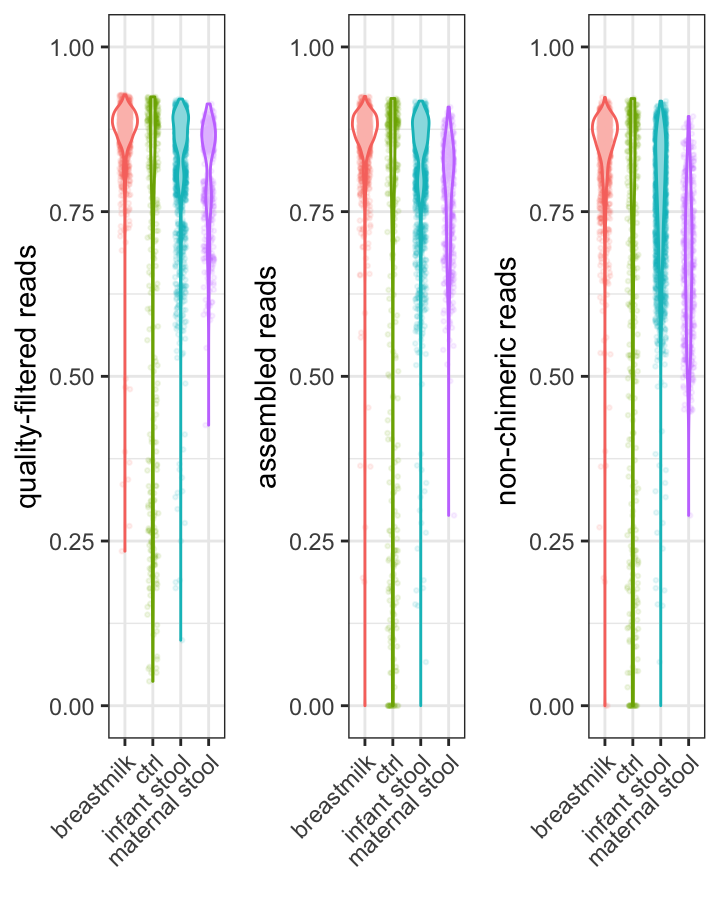 quality-filtered reads
1.00
0.75
0.50
0.25
0.00
breastmilk
ctrl
infant stool
maternal stool
assembled reads
1.00
0.75
0.50
0.25
0.00
breastmilk
ctrl
infant stool
maternal stool
non-chimeric reads
1.00
0.75
0.50
0.25
0.00
breastmilk
ctrl
infant stool
maternal stool